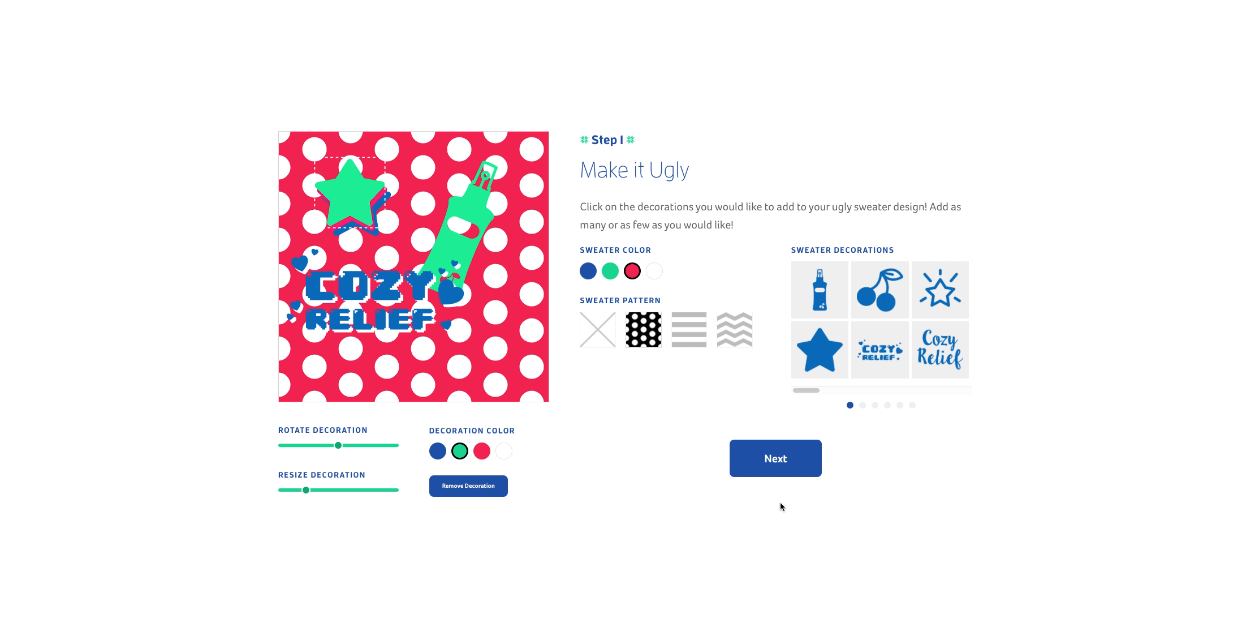 Step 1
Make it Ugly
Click on the decorations you would like to add to your ugly sweater design! Add as
many or as few as you would like!
SWEATER COLOR
SWEATER PATTERN
SWEATER DECORATIONS
COZY
RELIEF
Cozy
Relief
COZY
RELIEF
ROTATE DECORATION
RESIZE DECORATION
DECORATION COLOR
Remove Decoration
Next